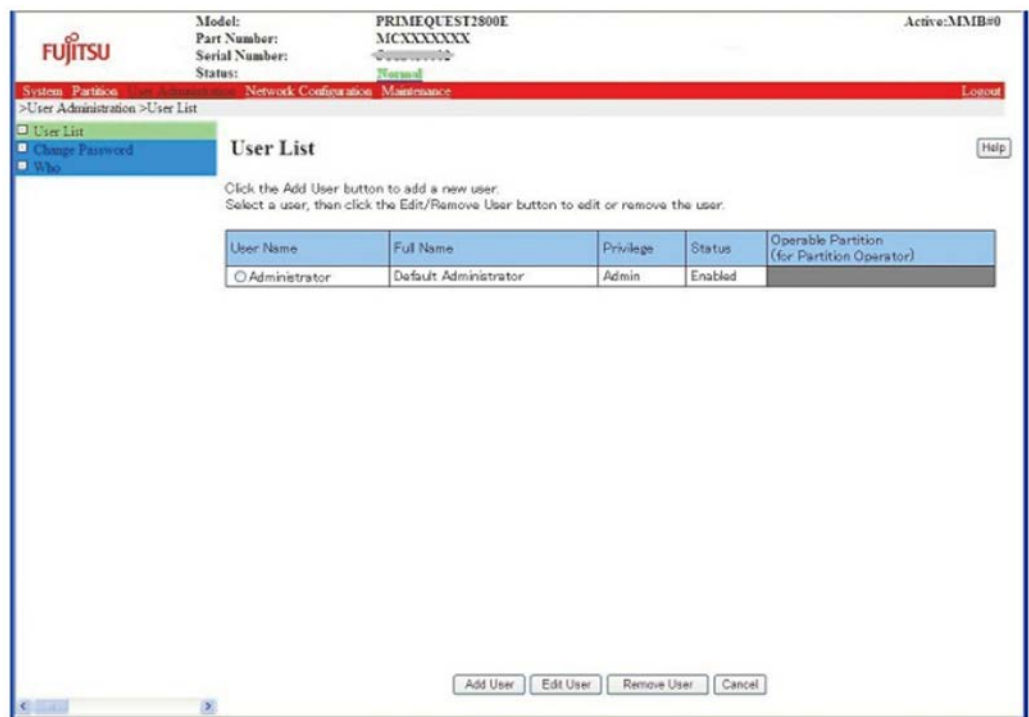 FUJITSU
Model: PRIMEQUEST2800E Active:MMB#0
Part Number: MCXXXXXXX
Serial Number:
Status: Normal
System Partition User Administration Network Configuration Maintenance Logout
>User Administration >User List
User List
Change Password
Who
User List Help
Click the Add User button to add a new user.
Select a user, then click the Edit/Remove User button to edit or remove the user.
User Name Full Name Privilege Status Operable Partition
(for Partition Operator)
Administrator Default Administrator Admin Enabled
Add User Edit User Remove User Cancel